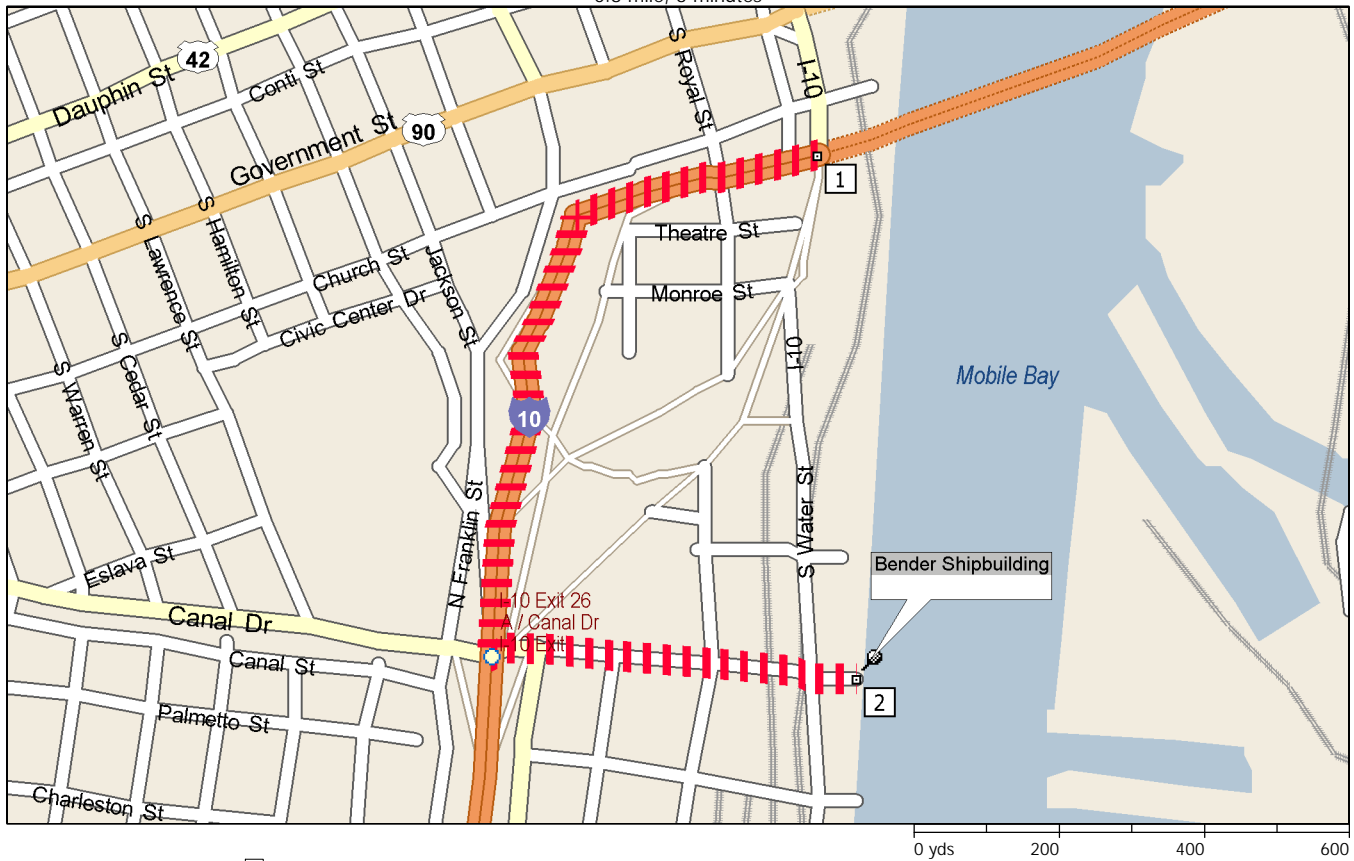 42
Dauphin St
Conti St
S Royal St
I-10
Government St
90
1
S Lawrence St
S Hamilton St
Theatre St
Church St
Jackson St
Monroe St
Civic Center Dr
S Warren St
S Cedar St
I-10
Mobile Bay
10
N Franklin St
S Water St
Eslava St
Bender Shipbuilding
I-10 Exit 26
A / Canal Dr
I-10 Exit
Canal Dr
Canal St
2
Palmetto St
Charleston St
0 yds
200
400
600